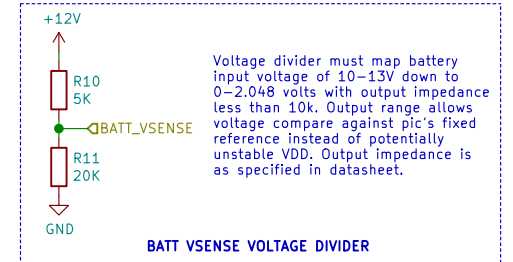 +12V
R10
5K
BATT_VSENSE
R11
20K
GND
Voltage divider must map battery
input voltage of 10-13V down to
0-2.048 volts with output impedance
less than 10k. Output range allows
voltage compare against pic's fixed
reference instead of potentially
unstable VDD. Output impedance is
as specified in datasheet.
BATT VSENSE VOLTAGE DIVIDER